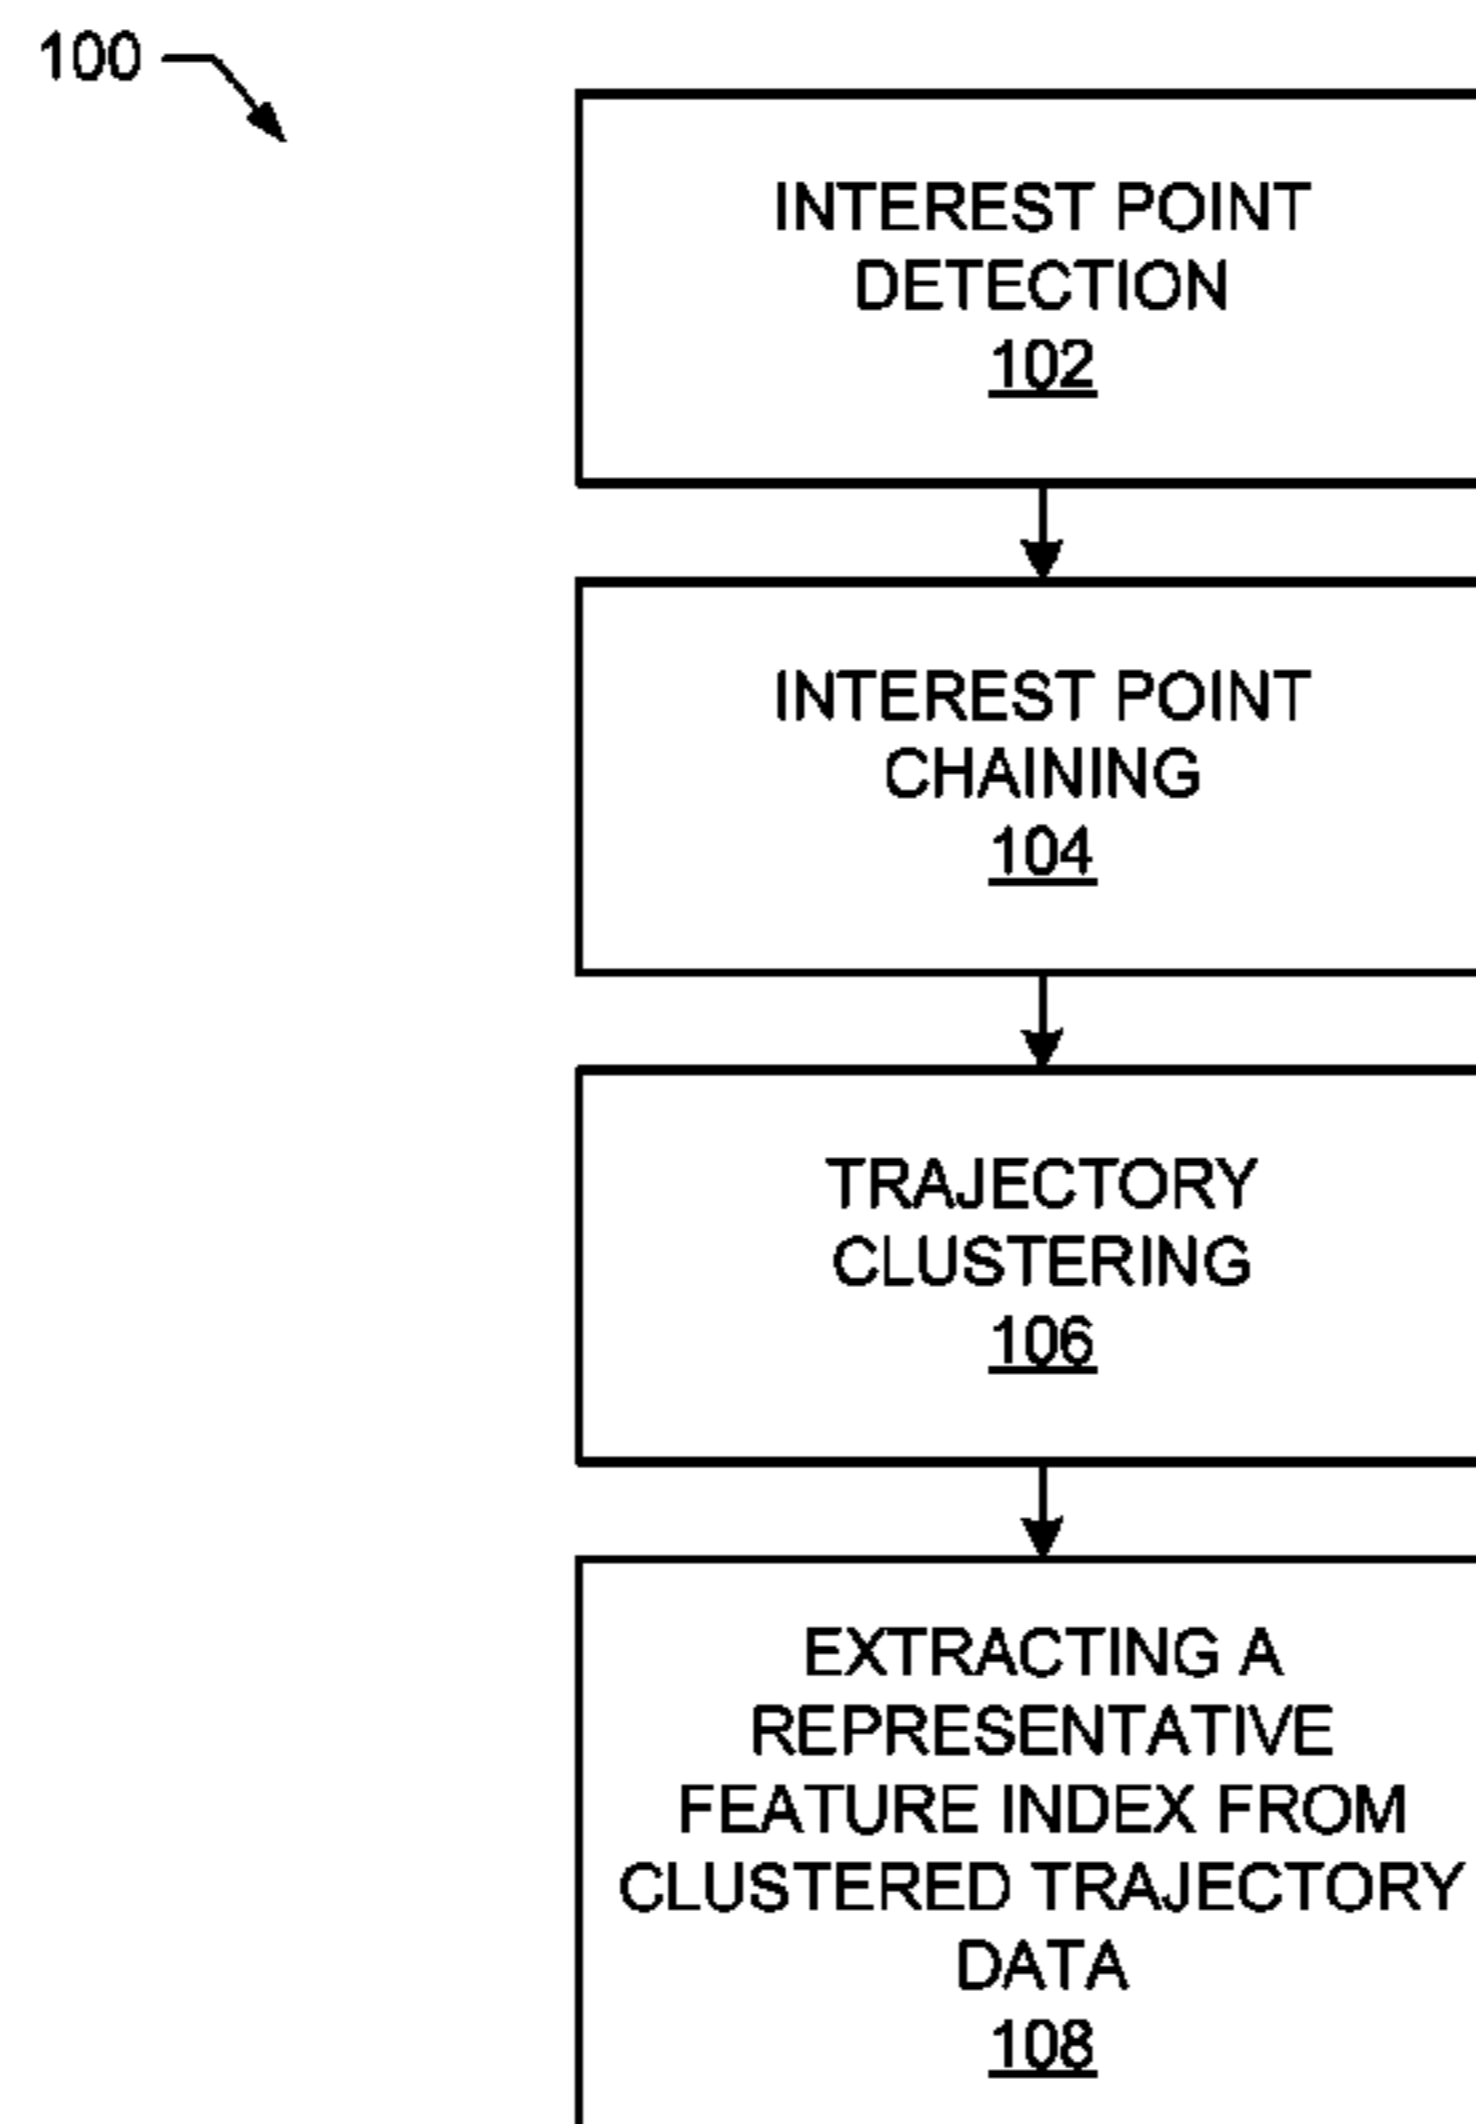 100
INTEREST POINT
DETECTION
102
INTEREST POINT
CHAINING
104
TRAJECTORY
CLUSTERING
106
EXTRACTING A
REPRESENTATIVE
FEATURE INDEX FROM
CLUSTERED TRAJECTORY
DATA
108